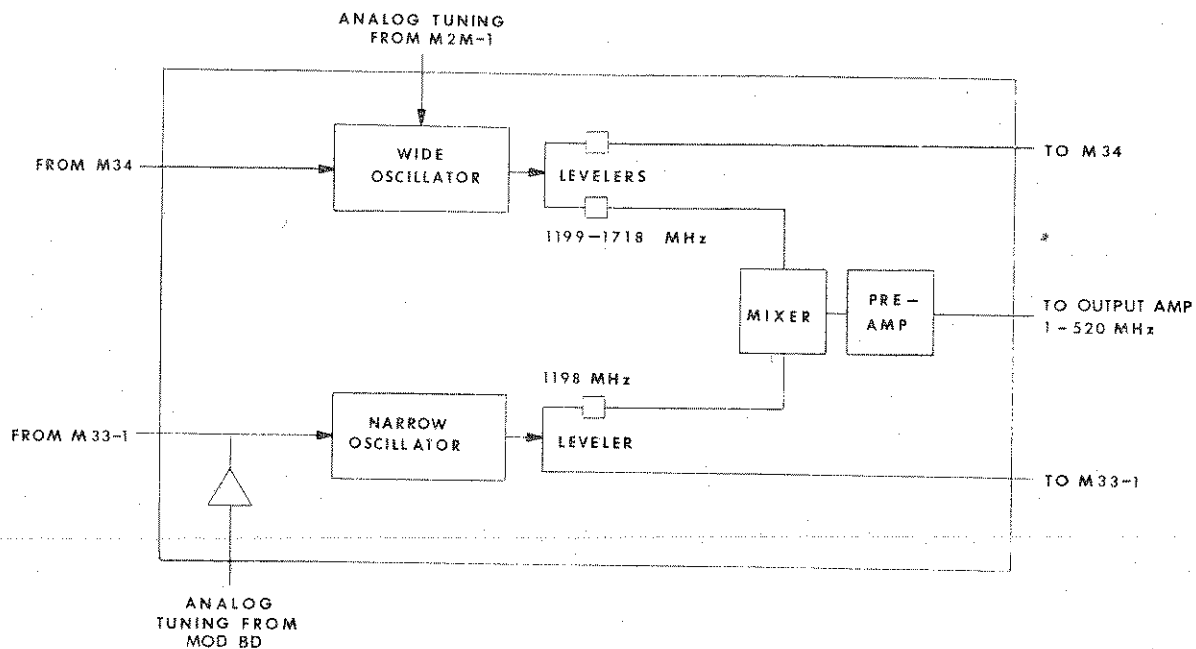 ANALOG TUNING
FROM M2M-1
FROM M34
WIDE
OSCILLATOR
LEVELERS
TO M34
1199-1718 MHz
MIXER
PRE-
AMP
TO OUTPUT AMP
1-520 MHz
1198 MHz
FROM M33-1
NARROW
OSCILLATOR
LEVELER
TO M33-1
ANALOG
TUNING FROM
MOD BD